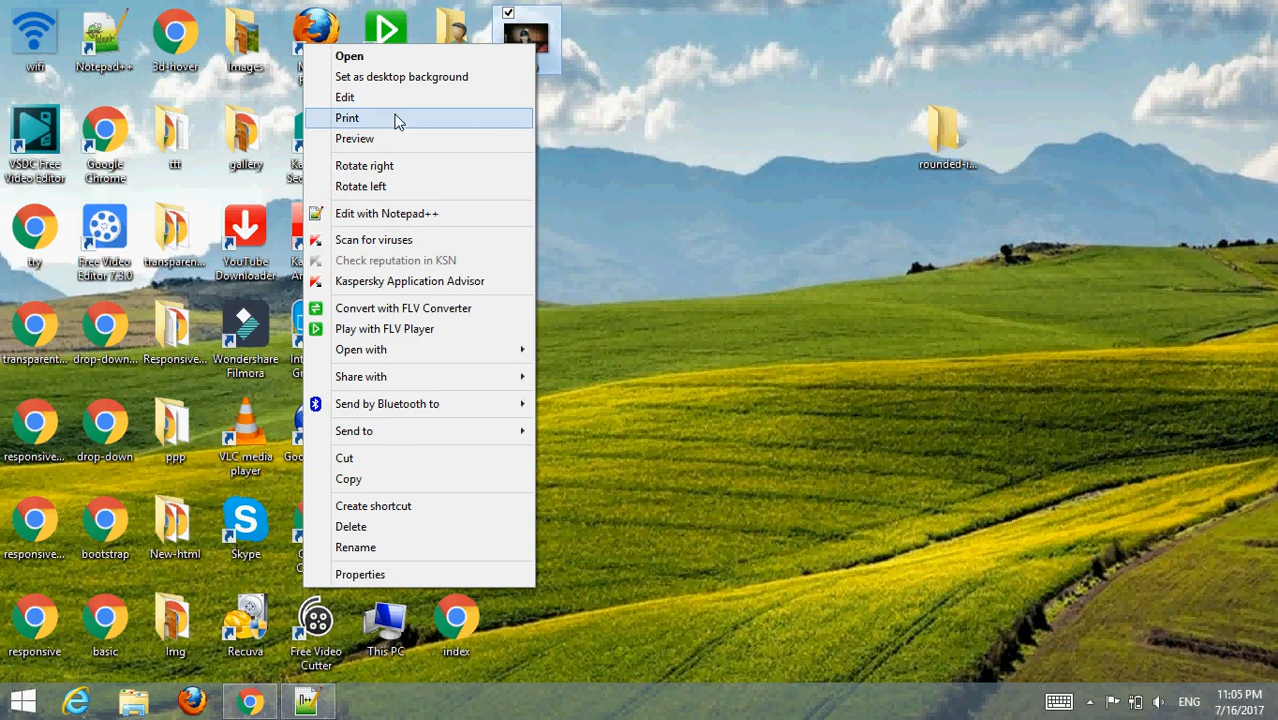 wifi
Notepad++
3d-hover
Images
VSDC Free
Video Editor
Google
Chrome
ttt
gallery
rounded-i...
try
Free Video
Editor 7.3.0
transparen...
YouTube
Downloader
transparent...
drop-down...
Responsive...
Wondershare
Filmora
responsive...
drop-down
ppp
VLC media
player
responsive...
bootstrap
New-html
Skype
responsive
basic
Img
Recuva
Free Video
Cutter
This PC
index
Open
Set as desktop background
Edit
Print
Preview
Rotate right
Rotate left
Edit with Notepad++
Scan for viruses
Check reputation in KSN
Kaspersky Application Advisor
Convert with FLV Converter
Play with FLV Player
Open with
Share with
Send by Bluetooth to
Send to
Cut
Copy
Create shortcut
Delete
Rename
Properties
ENG
11:05 PM
7/16/2017